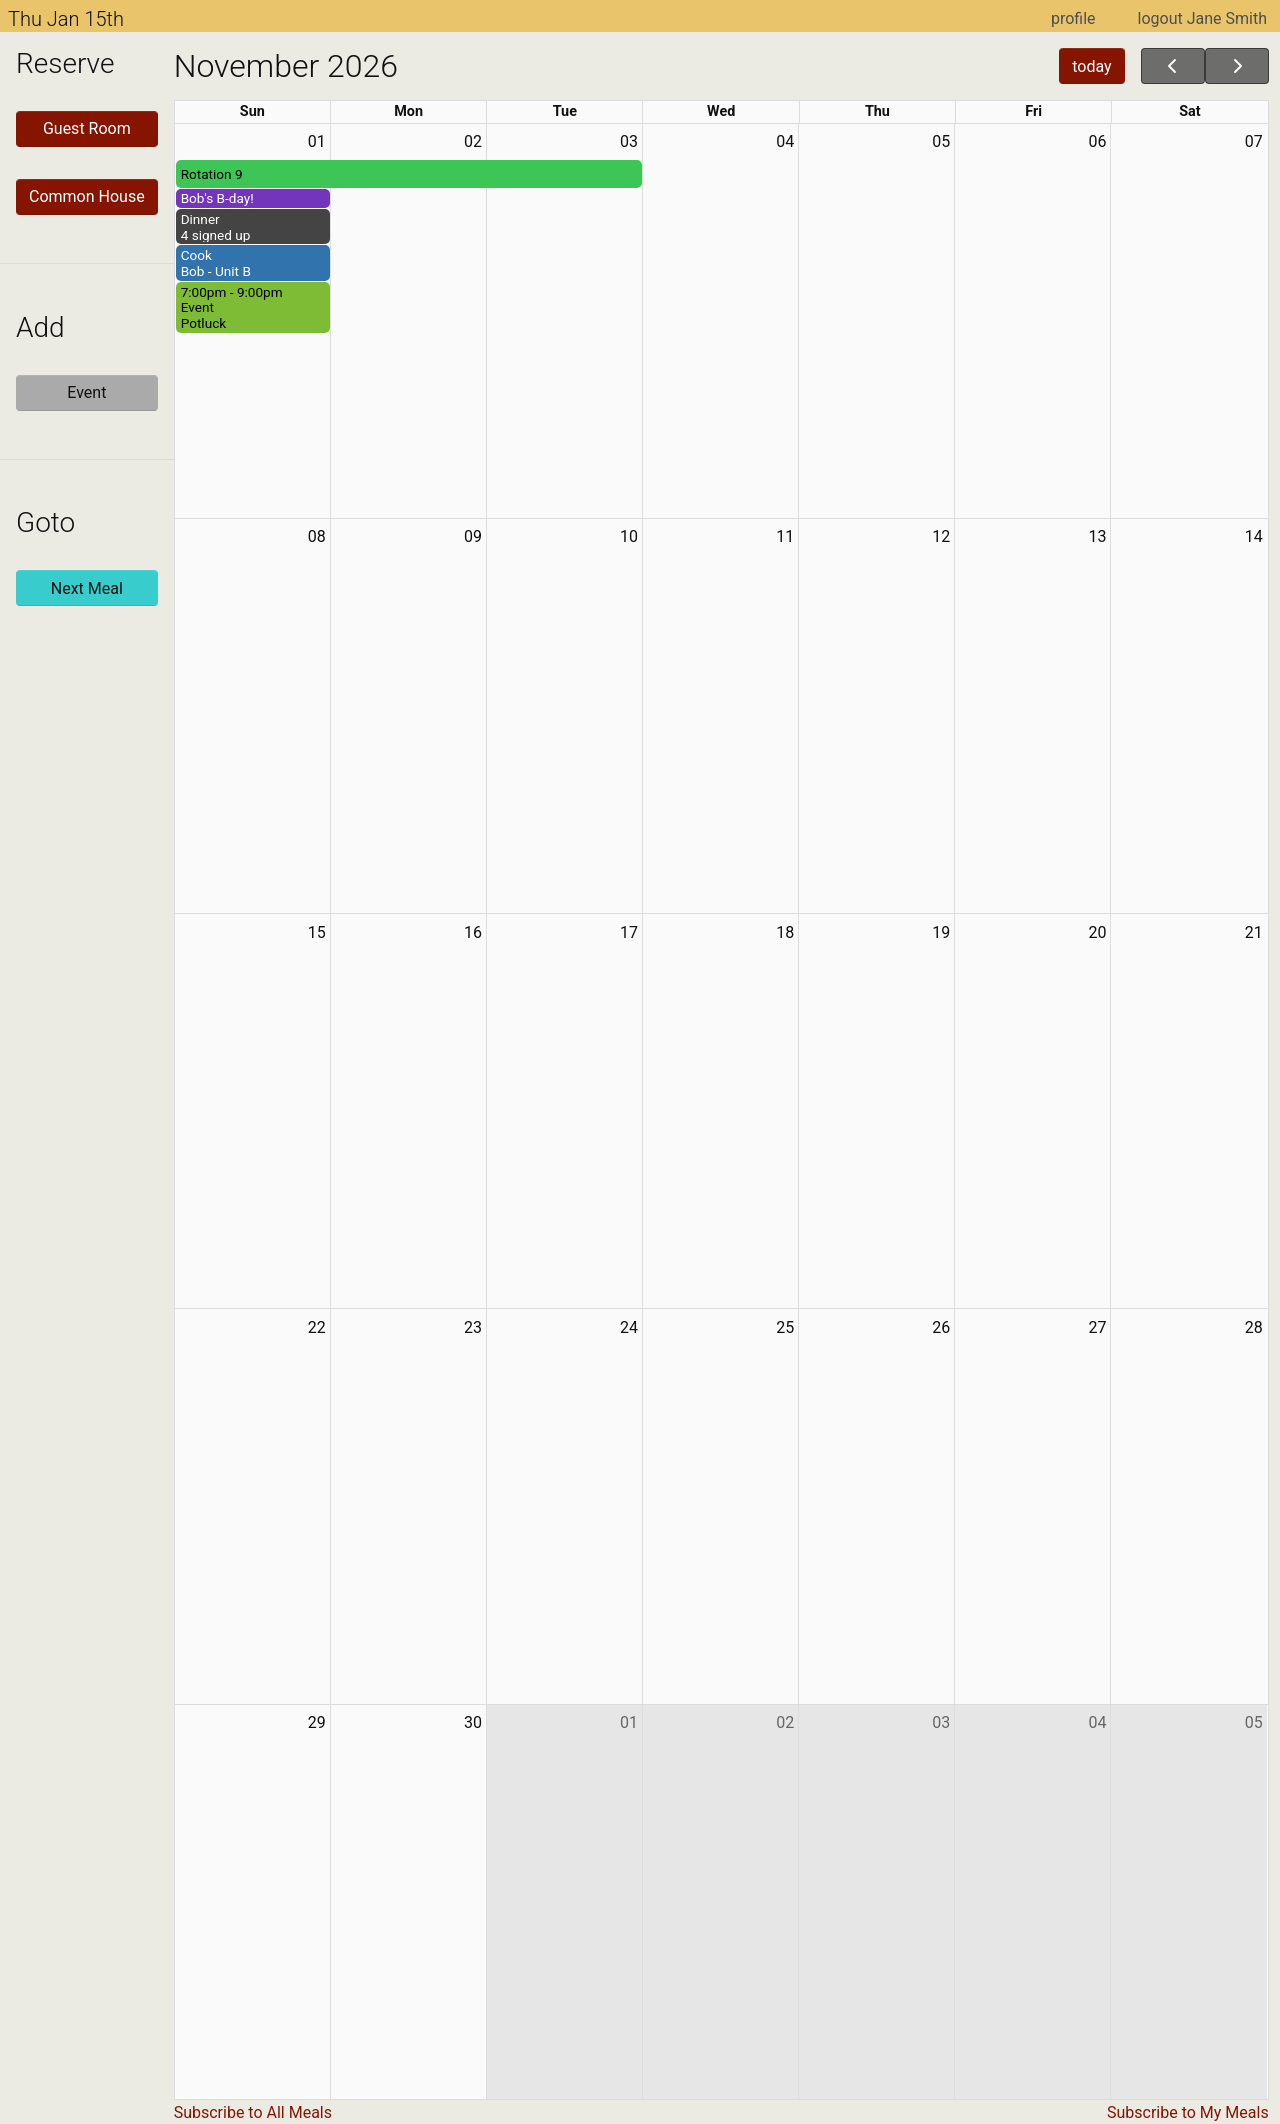 Thu Jan 15th
profile
logout Jane Smith
Reserve
Guest Room
Common House
Add
Event
Goto
Next Meal
November 2026
today
Sun Mon Tue Wed Thu Fri Sat
01 02 03 04 05 06 07
Rotation 9
Bob's B-day!
Dinner
4 signed up
Cook
Bob - Unit B
7:00pm - 9:00pm
Event
Potluck
08 09 10 11 12 13 14
15 16 17 18 19 20 21
22 23 24 25 26 27 28
29 30 01 02 03 04 05
Subscribe to All Meals
Subscribe to My Meals